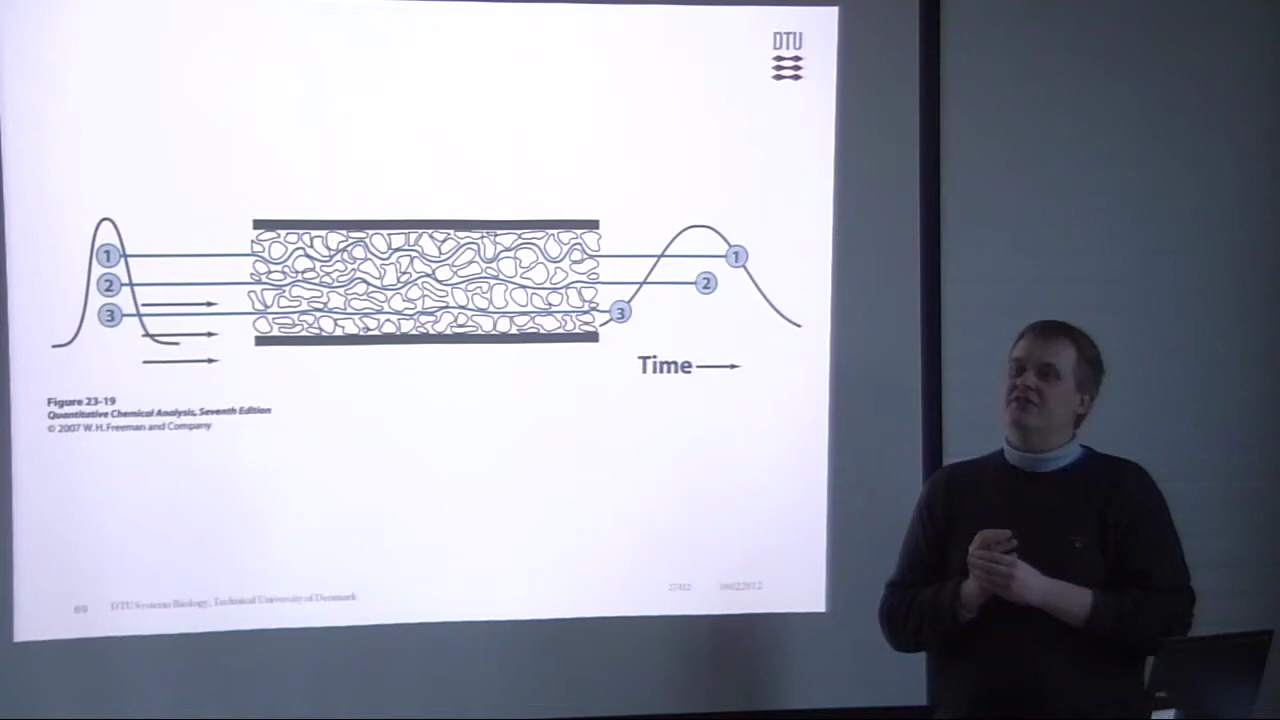 DTU
1
1
2
2
3
3
Time
Figure 23-19
Quantitative Chemical Analysis, Seventh Edition
© 2007 W. H. Freeman and Company
69 DTU Systems Biology, Technical University of Denmark